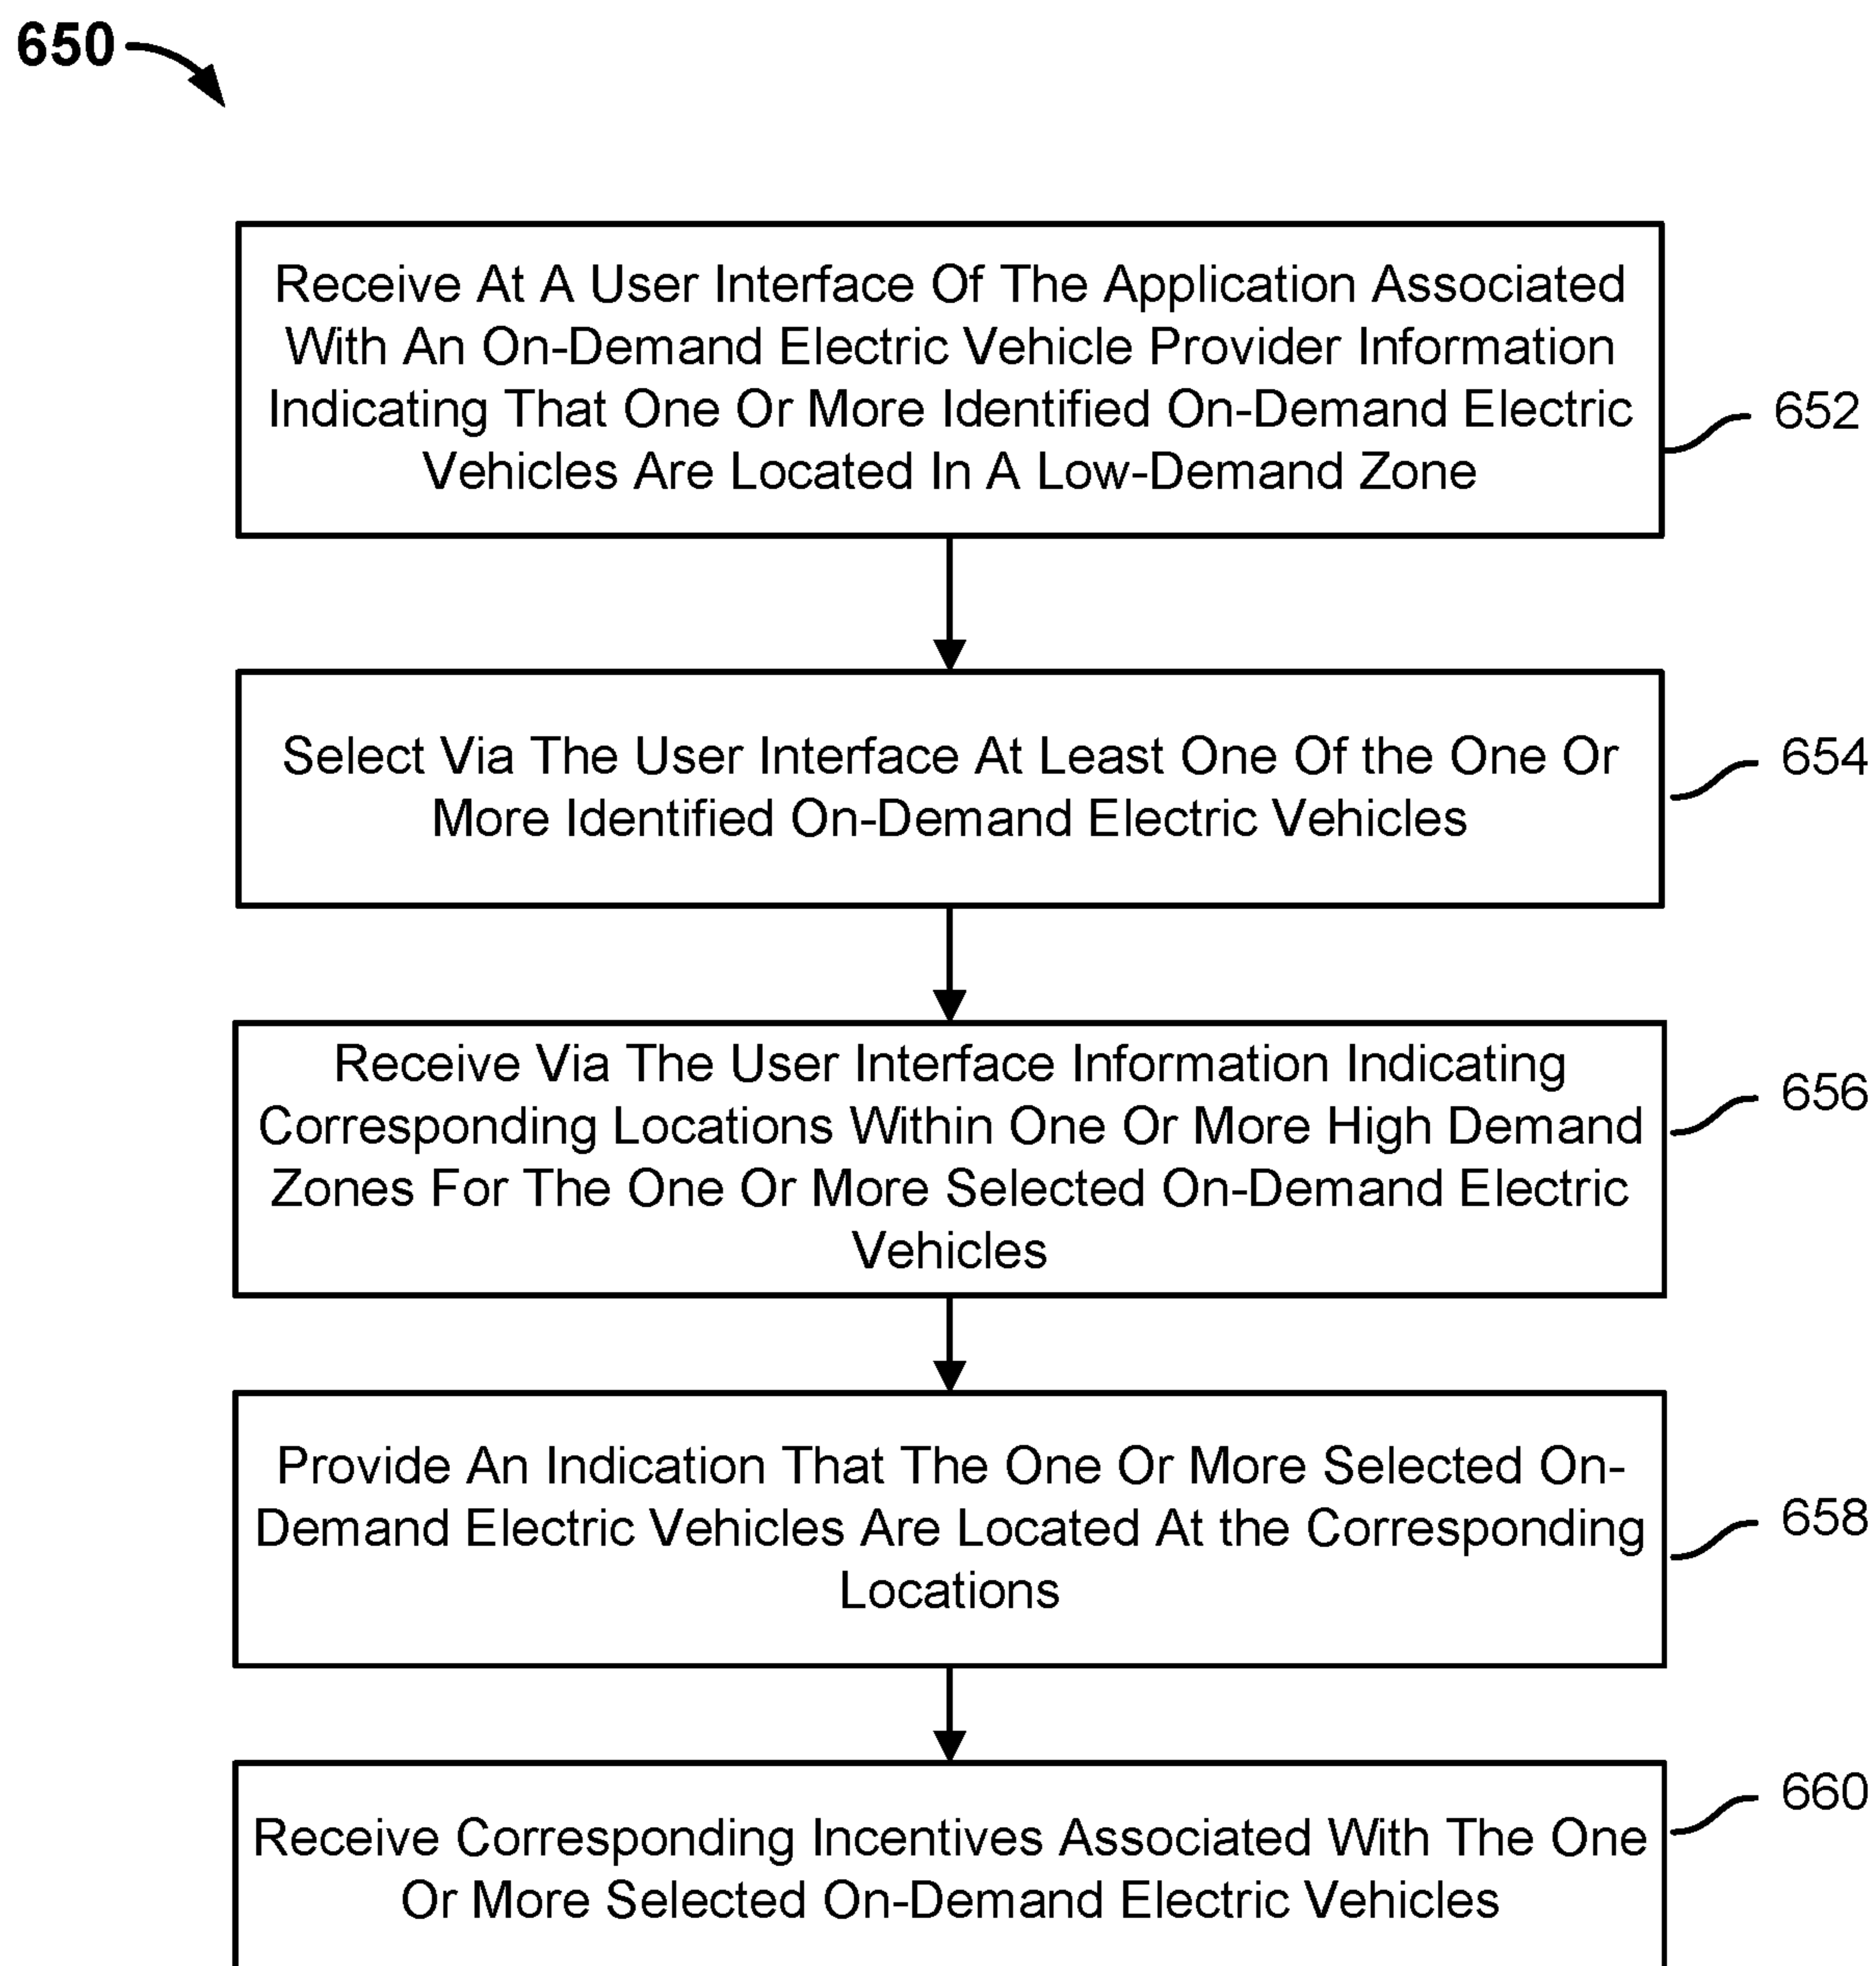 650
Receive At A User Interface Of The Application Associated
With An On-Demand Electric Vehicle Provider Information
Indicating That One Or More Identified On-Demand Electric
Vehicles Are Located In A Low-Demand Zone
652
Select Via The User Interface At Least One Of the One Or
More Identified On-Demand Electric Vehicles
654
Receive Via The User Interface Information Indicating
Corresponding Locations Within One Or More High Demand
Zones For The One Or More Selected On-Demand Electric
Vehicles
656
Provide An Indication That The One Or More Selected On-
Demand Electric Vehicles Are Located At the Corresponding
Locations
658
Receive Corresponding Incentives Associated With The One
Or More Selected On-Demand Electric Vehicles
660